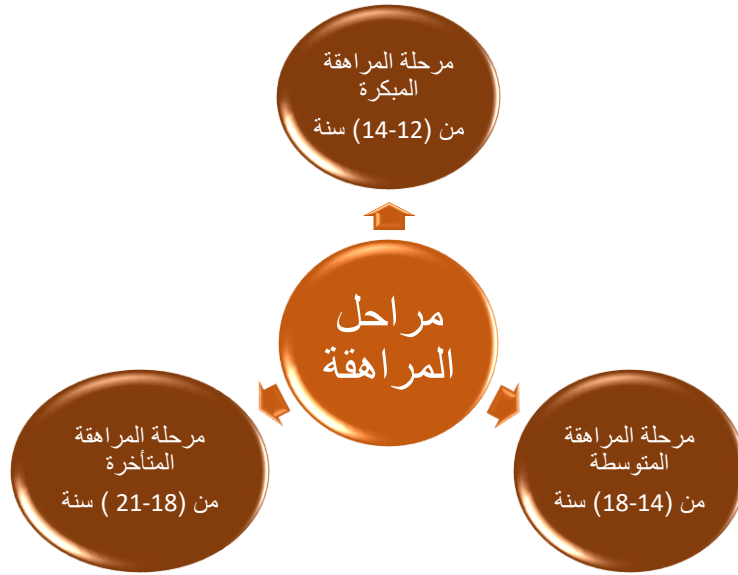 مرحلة المراهقة
المبكرة
من (12-14) سنة
مراحل
المراهقة
مرحلة المراهقة
المتوسطة
من (14-18) سنة
مرحلة المراهقة
المتأخرة
من (18-21 ) سنة